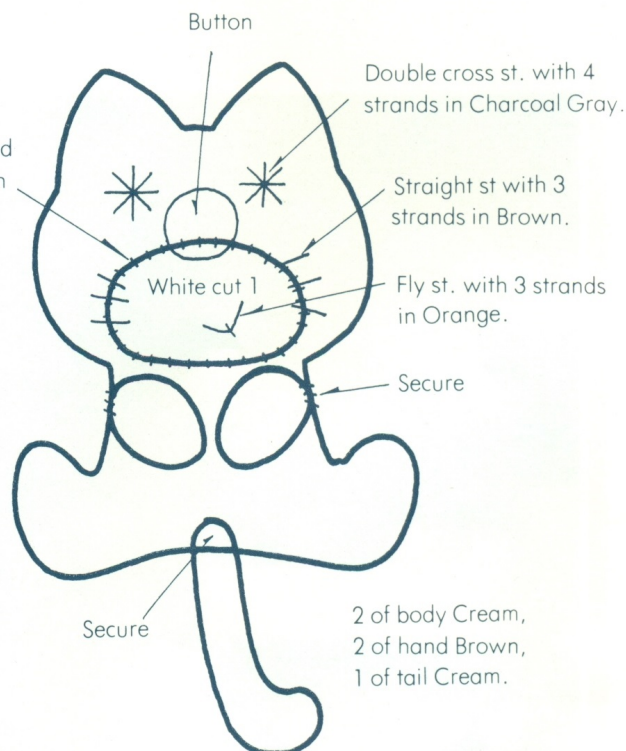 Button
Double cross st. with 4
strands in Charcoal Gray.
Straight st with 3
strands in Brown.
White cut 1
Fly st. with 3 strands
in Orange.
Secure
Secure
2 of body Cream,
2 of hand Brown,
1 of tail Cream.